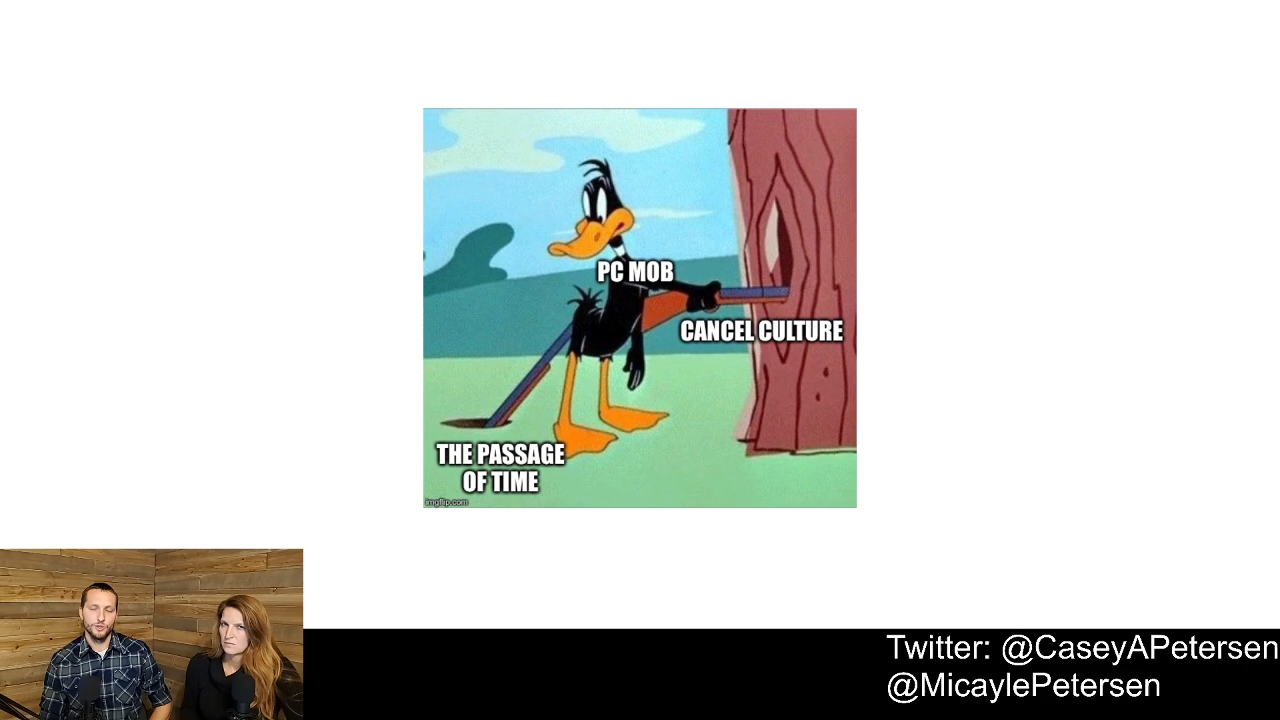 PC MOB
CANCEL CULTURE
THE PASSAGE
OF TIME
imgflip.com
Twitter: @CaseyAPetersen
@MicaylePetersen